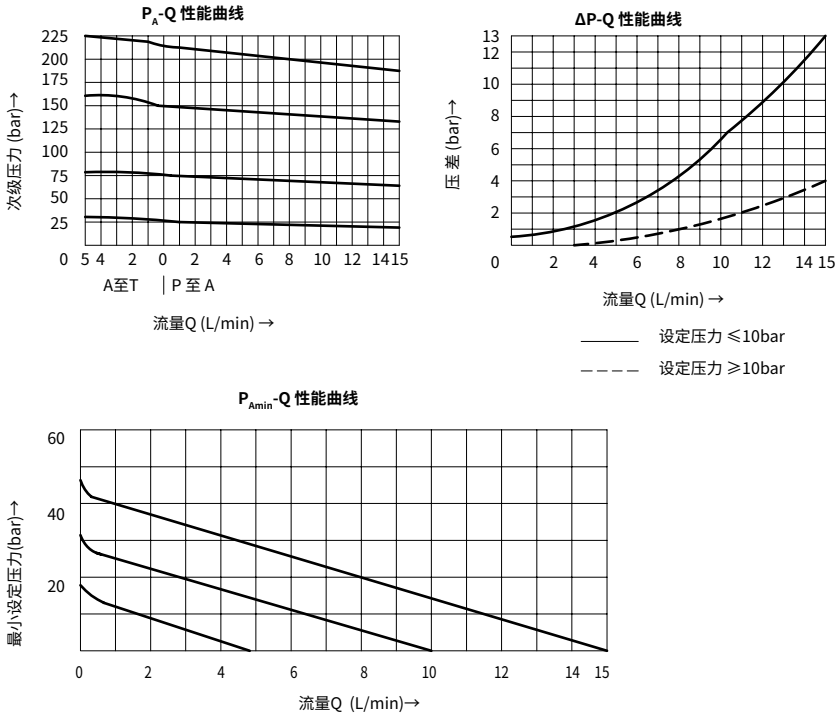 P_A-Q 性能曲线
225
200
175
150
125
100
75
50
25
0
次级压力 (bar)→
5 4 2 0 2 4 6 8 10 12 14 15
A至T | P 至 A
流量Q (L/min) →
ΔP-Q 性能曲线
13
12
10
8
6
4
2
0
压 差 (bar)→
2 4 6 8 10 12 14 15
流量Q (L/min) →
设定压力 ≤10bar
设定压力 ≥10bar
P_Amin-Q 性能曲线
60
40
20
最小设定压力(bar)→
0 2 4 6 8 10 12 14 15
流量Q (L/min)→